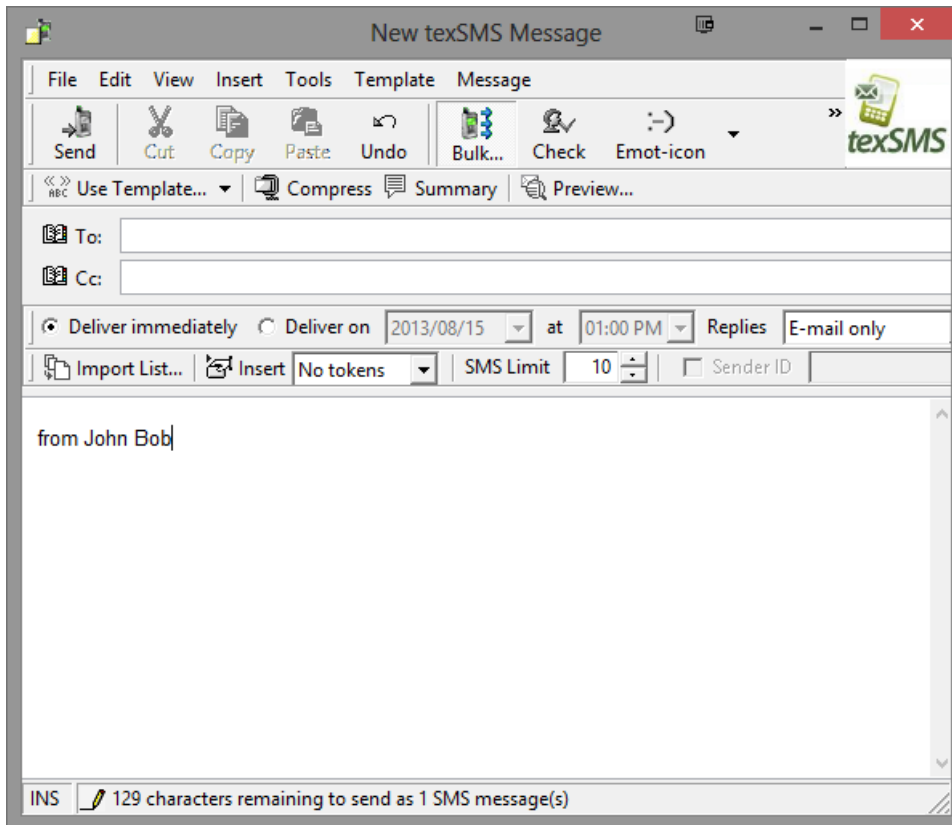 New texSMS Message
File Edit View Insert Tools Template Message
Send Cut Copy Paste Undo Bulk... Check Emot-icon » texSMS
«» ABC Use Template... Compress Summary Preview...
To:
Cc:
Deliver immediately Deliver on 2013/08/15 at 01:00 PM Replies E-mail only
Import List... Insert No tokens SMS Limit 10 Sender ID
from John Bob
INS 129 characters remaining to send as 1 SMS message(s)